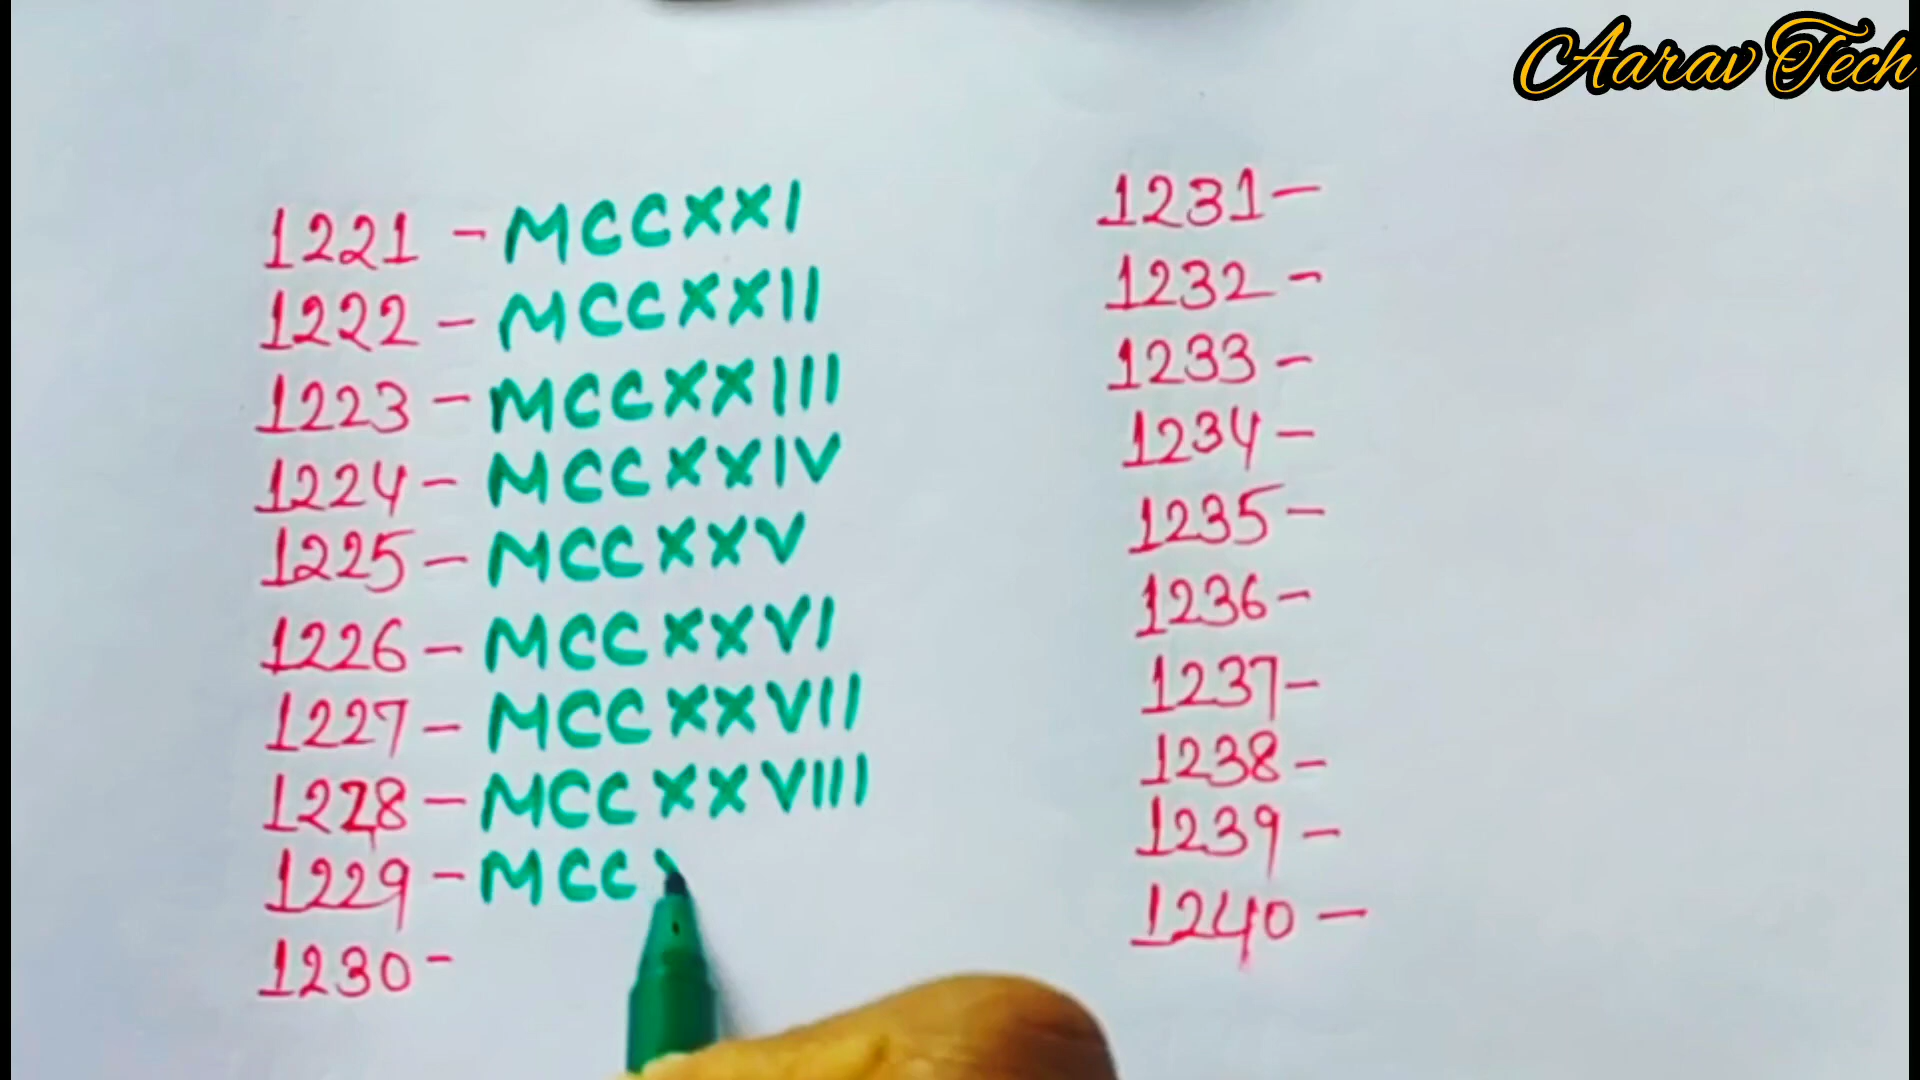 Aarav Tech
1221 - MCCXXI
1222 - MCCXXII
1223 - MCCXXIII
1224 - MCCXXIV
1225 - MCCXXV
1226 - MCCXXVI
1227 - MCCXXVII
1228 - MCCXXVIII
1229 - MCC
1230 -
1231 -
1232 -
1233 -
1234 -
1235 -
1236 -
1237 -
1238 -
1239 -
1240 -